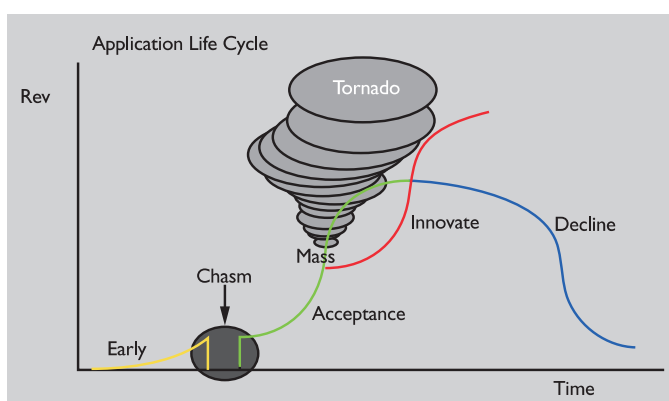 Application Life Cycle
Rev
Tornado
Innovate
Decline
Mass
Chasm
Acceptance
Early
Time